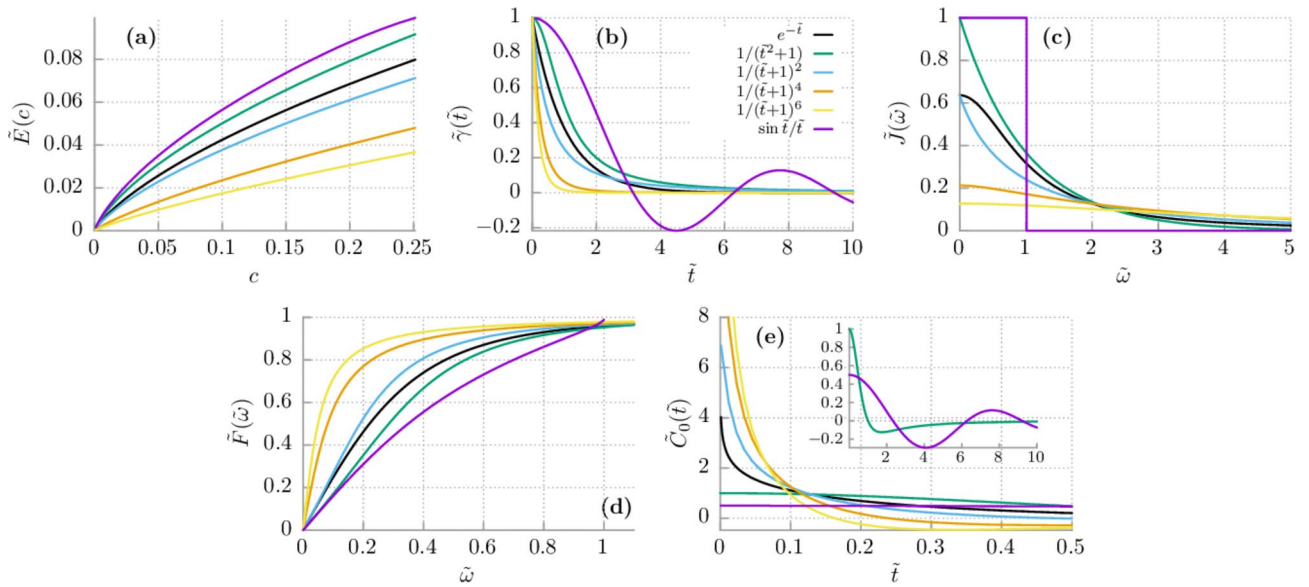 (a)
Ẽ(c)
0.08
0.06
0.04
0.02
0
0 0.05 0.1 0.15 0.2 0.25
c
(b)
γ̃(t̃)
1
0.8
0.6
0.4
0.2
0
−0.2
0 2 4 6 8 10
t̃
e^{−t̃}
1/(t̃²+1)
1/(t̃+1)²
1/(t̃+1)⁴
1/(t̃+1)⁶
sin t̃/t̃
(c)
J̃(ω̃)
1
0.8
0.6
0.4
0.2
0
0 1 2 3 4 5
ω̃
(d)
F̃(ω̃)
1
0.8
0.6
0.4
0.2
0
0 0.2 0.4 0.6 0.8 1
ω̃
(e)
C̃₀(t̃)
8
6
4
2
0
0 0.1 0.2 0.3 0.4 0.5
t̃
1
0.8
0.6
0.4
0.2
0
−0.2
2 4 6 8 10